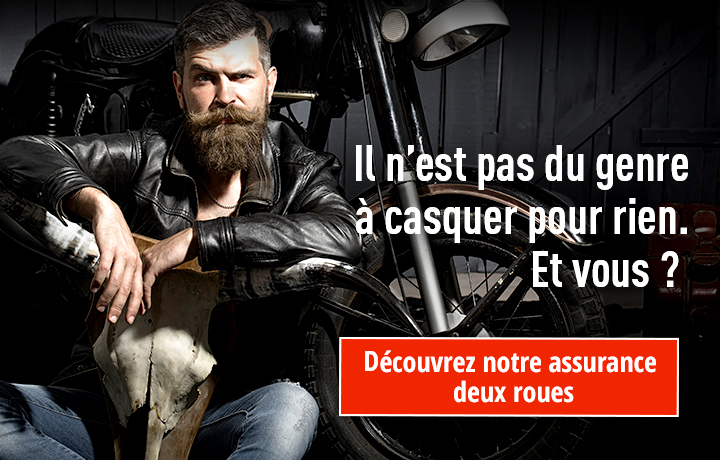 Il n’est pas du genre
à casquer pour rien.
Et vous ?
Découvrez notre assurance
deux roues